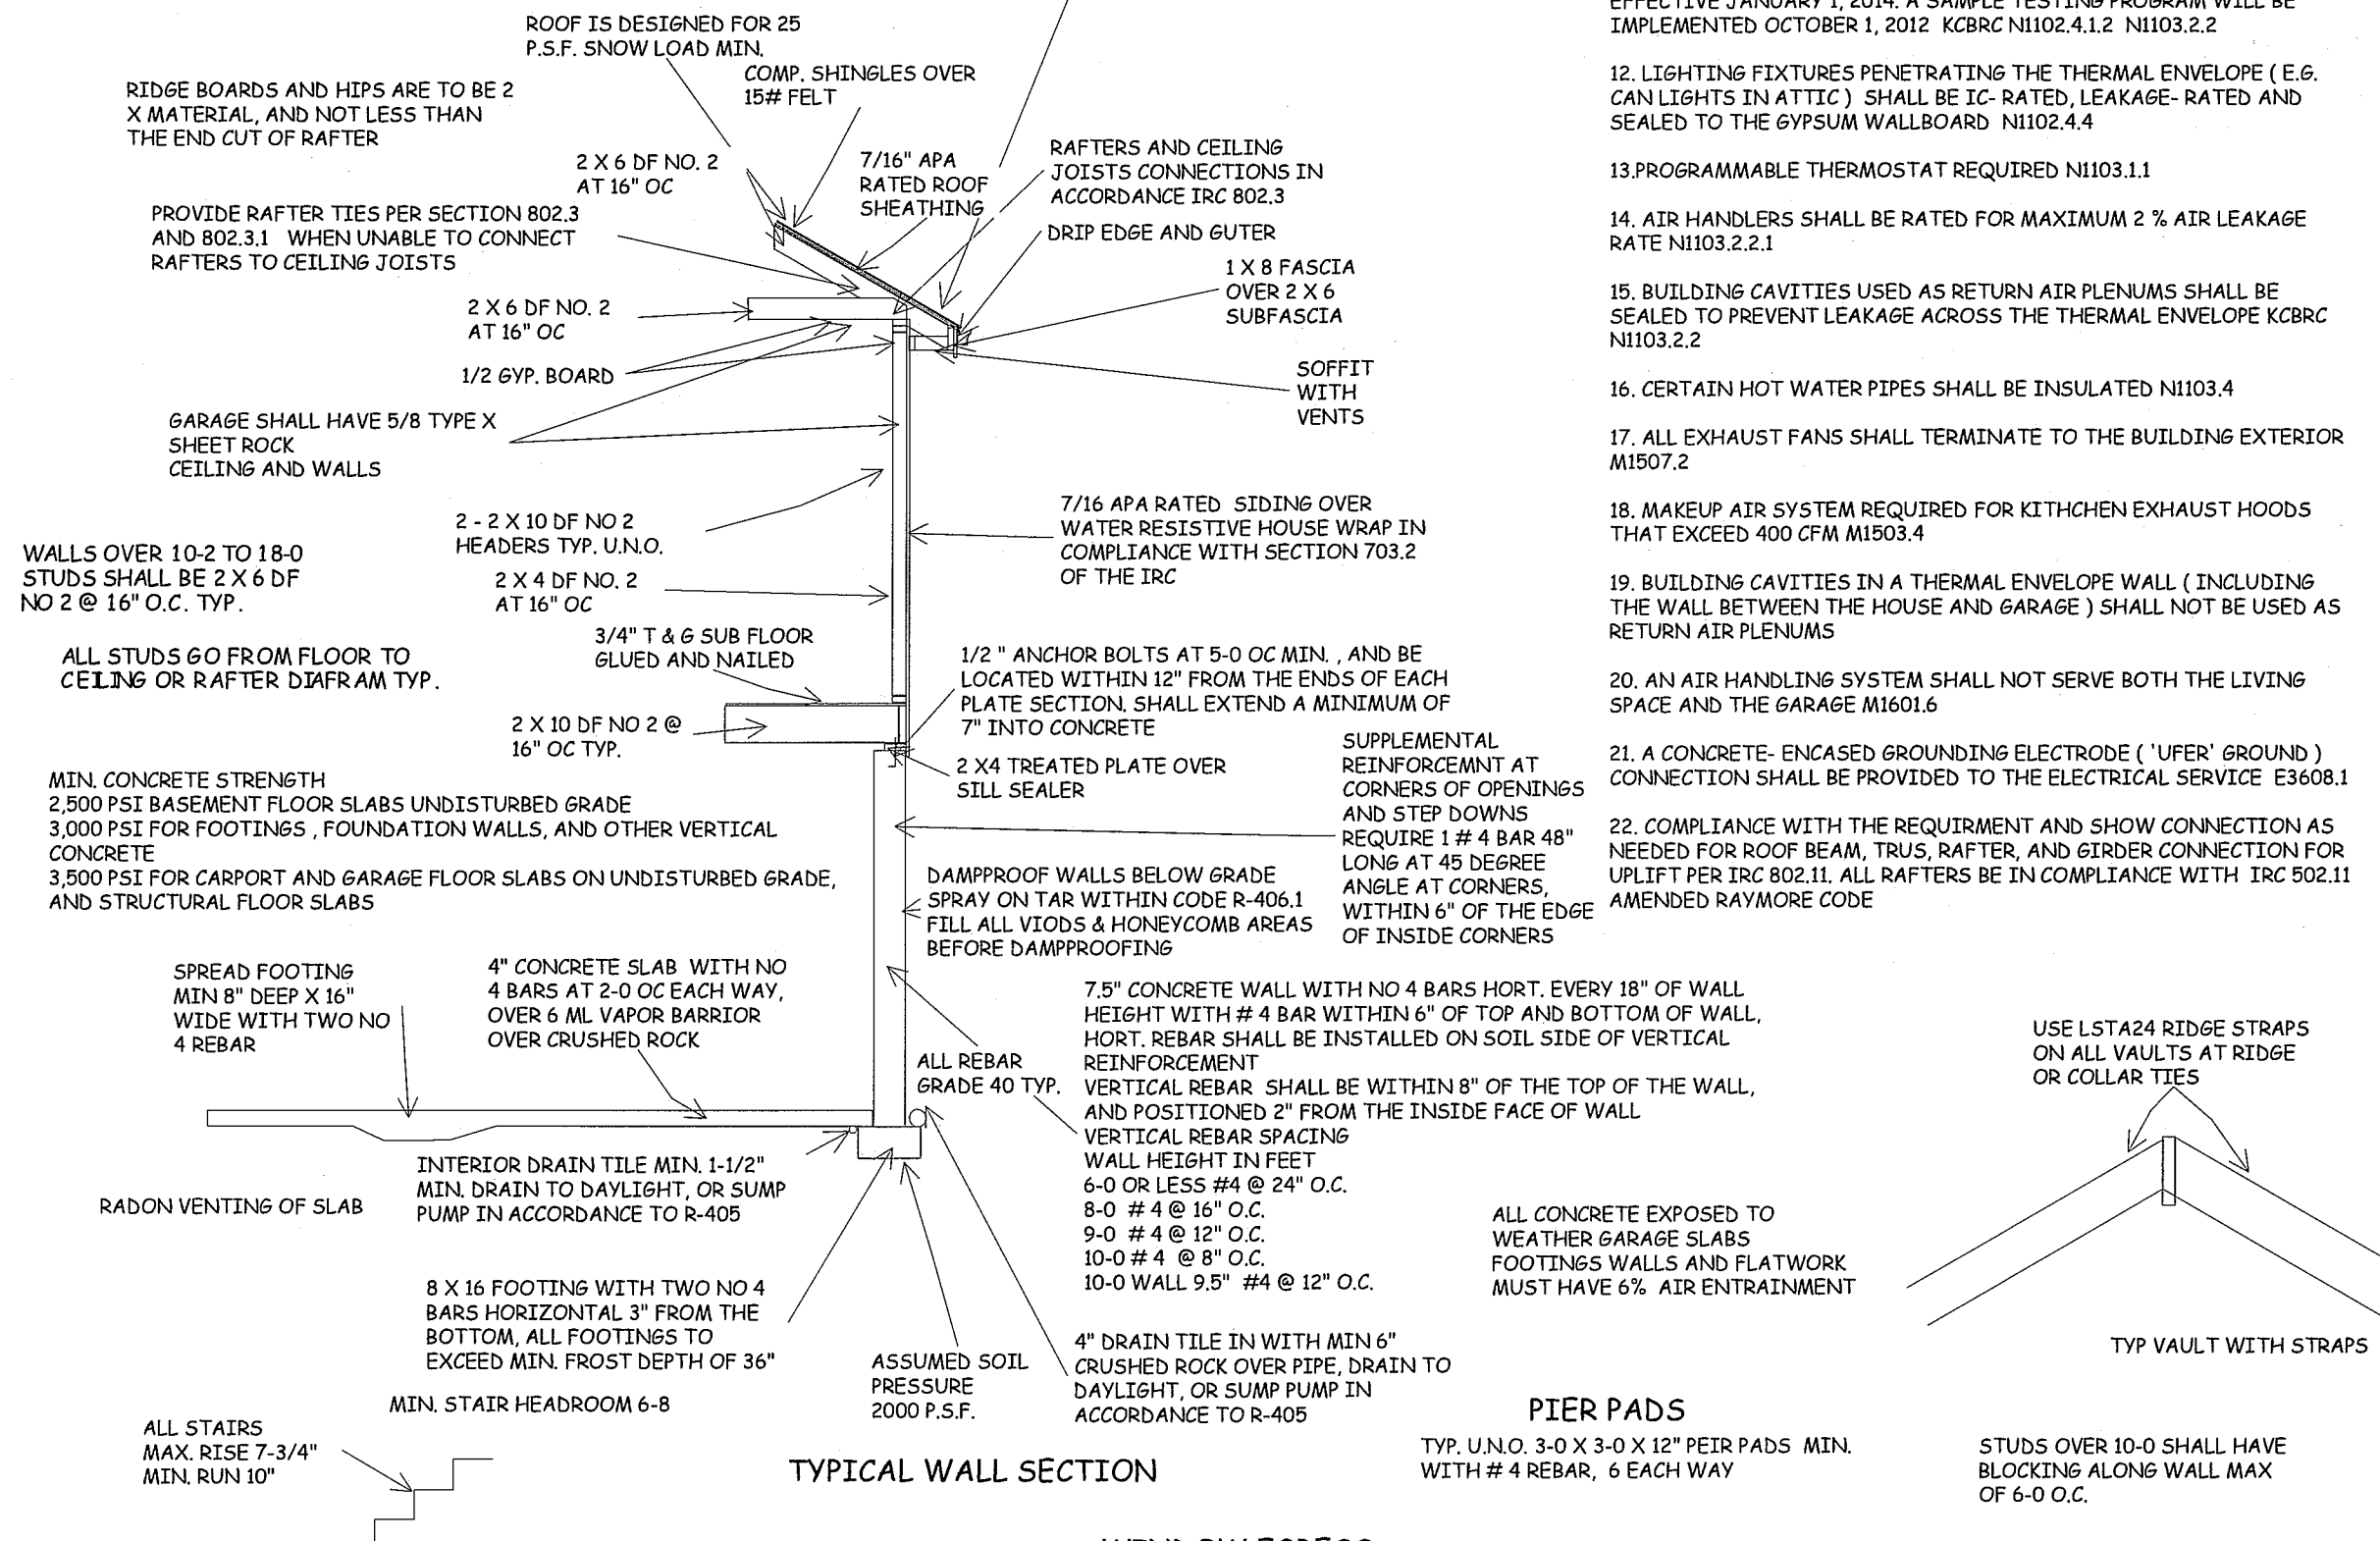 ROOF IS DESIGNED FOR 25
P.S.F. SNOW LOAD MIN.
COMP. SHINGLES OVER
15# FELT
RIDGE BOARDS AND HIPS ARE TO BE 2
X MATERIAL, AND NOT LESS THAN
THE END CUT OF RAFTER
2 X 6 DF NO. 2
AT 16" OC
7/16" APA
RATED ROOF
SHEATHING
RAFTERS AND CEILING
JOISTS CONNECTIONS IN
ACCORDANCE IRC 802.3
PROVIDE RAFTER TIES PER SECTION 802.3
AND 802.3.1 WHEN UNABLE TO CONNECT
RAFTERS TO CEILING JOISTS
DRIP EDGE AND GUTER
1 X 8 FASCIA
OVER 2 X 6
SUBFASCIA
2 X 6 DF NO. 2
AT 16" OC
1/2 GYP. BOARD
SOFFIT
WITH
VENTS
GARAGE SHALL HAVE 5/8 TYPE X
SHEET ROCK
CEILING AND WALLS
2 - 2 X 10 DF NO 2
HEADERS TYP. U.N.O.
7/16 APA RATED SIDING OVER
WATER RESISTIVE HOUSE WRAP IN
COMPLIANCE WITH SECTION 703.2
OF THE IRC
WALLS OVER 10-2 TO 18-0
STUDS SHALL BE 2 X 6 DF
NO 2 @ 16" O.C. TYP.
2 X 4 DF NO. 2
AT 16" OC
3/4" T & G SUB FLOOR
GLUED AND NAILED
ALL STUDS GO FROM FLOOR TO
CEILING OR RAFTER DIAFRAM TYP.
1/2 " ANCHOR BOLTS AT 5-0 OC MIN. , AND BE
LOCATED WITHIN 12" FROM THE ENDS OF EACH
PLATE SECTION. SHALL EXTEND A MINIMUM OF
7" INTO CONCRETE
2 X 10 DF NO 2 @
16" OC TYP.
2 X4 TREATED PLATE OVER
SILL SEALER
SUPPLEMENTAL
REINFORCEMNT AT
CORNERS OF OPENINGS
AND STEP DOWNS
REQUIRE 1 # 4 BAR 48"
LONG AT 45 DEGREE
ANGLE AT CORNERS,
WITHIN 6" OF THE EDGE
OF INSIDE CORNERS
MIN. CONCRETE STRENGTH
2,500 PSI BASEMENT FLOOR SLABS UNDISTURBED GRADE
3,000 PSI FOR FOOTINGS , FOUNDATION WALLS, AND OTHER VERTICAL
CONCRETE
3,500 PSI FOR CARPORT AND GARAGE FLOOR SLABS ON UNDISTURBED GRADE,
AND STRUCTURAL FLOOR SLABS
DAMPPROOF WALLS BELOW GRADE
SPRAY ON TAR WITHIN CODE R-406.1
FILL ALL VIODS & HONEYCOMB AREAS
BEFORE DAMPPROOFING
SPREAD FOOTING
MIN 8" DEEP X 16"
WIDE WITH TWO NO
4 REBAR
4" CONCRETE SLAB WITH NO
4 BARS AT 2-0 OC EACH WAY,
OVER 6 ML VAPOR BARRIOR
OVER CRUSHED ROCK
ALL REBAR
GRADE 40 TYP.
7.5" CONCRETE WALL WITH NO 4 BARS HORT. EVERY 18" OF WALL
HEIGHT WITH # 4 BAR WITHIN 6" OF TOP AND BOTTOM OF WALL,
HORT. REBAR SHALL BE INSTALLED ON SOIL SIDE OF VERTICAL
REINFORCEMENT
VERTICAL REBAR SHALL BE WITHIN 8" OF THE TOP OF THE WALL,
AND POSITIONED 2" FROM THE INSIDE FACE OF WALL
VERTICAL REBAR SPACING
WALL HEIGHT IN FEET
6-0 OR LESS #4 @ 24" O.C.
8-0 # 4 @ 16" O.C.
9-0 # 4 @ 12" O.C.
10-0 # 4 @ 8" O.C.
10-0 WALL 9.5" #4 @ 12" O.C.
INTERIOR DRAIN TILE MIN. 1-1/2"
MIN. DRAIN TO DAYLIGHT, OR SUMP
PUMP IN ACCORDANCE TO R-405
RADON VENTING OF SLAB
8 X 16 FOOTING WITH TWO NO 4
BARS HORIZONTAL 3" FROM THE
BOTTOM, ALL FOOTINGS TO
EXCEED MIN. FROST DEPTH OF 36"
ASSUMED SOIL
PRESSURE
2000 P.S.F.
4" DRAIN TILE IN WITH MIN 6"
CRUSHED ROCK OVER PIPE, DRAIN TO
DAYLIGHT, OR SUMP PUMP IN
ACCORDANCE TO R-405
MIN. STAIR HEADROOM 6-8
ALL STAIRS
MAX. RISE 7-3/4"
MIN. RUN 10"
TYPICAL WALL SECTION
EFFECTIVE JANUARY 1, 2014. A SAMPLE TESTING PROGRAM WILL BE
IMPLEMENTED OCTOBER 1, 2012 KCBRC N1102.4.1.2 N1103.2.2
12. LIGHTING FIXTURES PENETRATING THE THERMAL ENVELOPE ( E.G.
CAN LIGHTS IN ATTIC ) SHALL BE IC- RATED, LEAKAGE- RATED AND
SEALED TO THE GYPSUM WALLBOARD N1102.4.4
13.PROGRAMMABLE THERMOSTAT REQUIRED N1103.1.1
14. AIR HANDLERS SHALL BE RATED FOR MAXIMUM 2 % AIR LEAKAGE
RATE N1103.2.2.1
15. BUILDING CAVITIES USED AS RETURN AIR PLENUMS SHALL BE
SEALED TO PREVENT LEAKAGE ACROSS THE THERMAL ENVELOPE KCBRC
N1103.2.2
16. CERTAIN HOT WATER PIPES SHALL BE INSULATED N1103.4
17. ALL EXHAUST FANS SHALL TERMINATE TO THE BUILDING EXTERIOR
M1507.2
18. MAKEUP AIR SYSTEM REQUIRED FOR KITHCHEN EXHAUST HOODS
THAT EXCEED 400 CFM M1503.4
19. BUILDING CAVITIES IN A THERMAL ENVELOPE WALL ( INCLUDING
THE WALL BETWEEN THE HOUSE AND GARAGE ) SHALL NOT BE USED AS
RETURN AIR PLENUMS
20. AN AIR HANDLING SYSTEM SHALL NOT SERVE BOTH THE LIVING
SPACE AND THE GARAGE M1601.6
21. A CONCRETE- ENCASED GROUNDING ELECTRODE ( 'UFER' GROUND )
CONNECTION SHALL BE PROVIDED TO THE ELECTRICAL SERVICE E3608.1
22. COMPLIANCE WITH THE REQUIRMENT AND SHOW CONNECTION AS
NEEDED FOR ROOF BEAM, TRUS, RAFTER, AND GIRDER CONNECTION FOR
UPLIFT PER IRC 802.11. ALL RAFTERS BE IN COMPLIANCE WITH IRC 502.11
AMENDED RAYMORE CODE
USE LSTA24 RIDGE STRAPS
ON ALL VAULTS AT RIDGE
OR COLLAR TIES
ALL CONCRETE EXPOSED TO
WEATHER GARAGE SLABS
FOOTINGS WALLS AND FLATWORK
MUST HAVE 6% AIR ENTRAINMENT
TYP VAULT WITH STRAPS
PIER PADS
TYP. U.N.O. 3-0 X 3-0 X 12" PEIR PADS MIN.
WITH # 4 REBAR, 6 EACH WAY
STUDS OVER 10-0 SHALL HAVE
BLOCKING ALONG WALL MAX
OF 6-0 O.C.